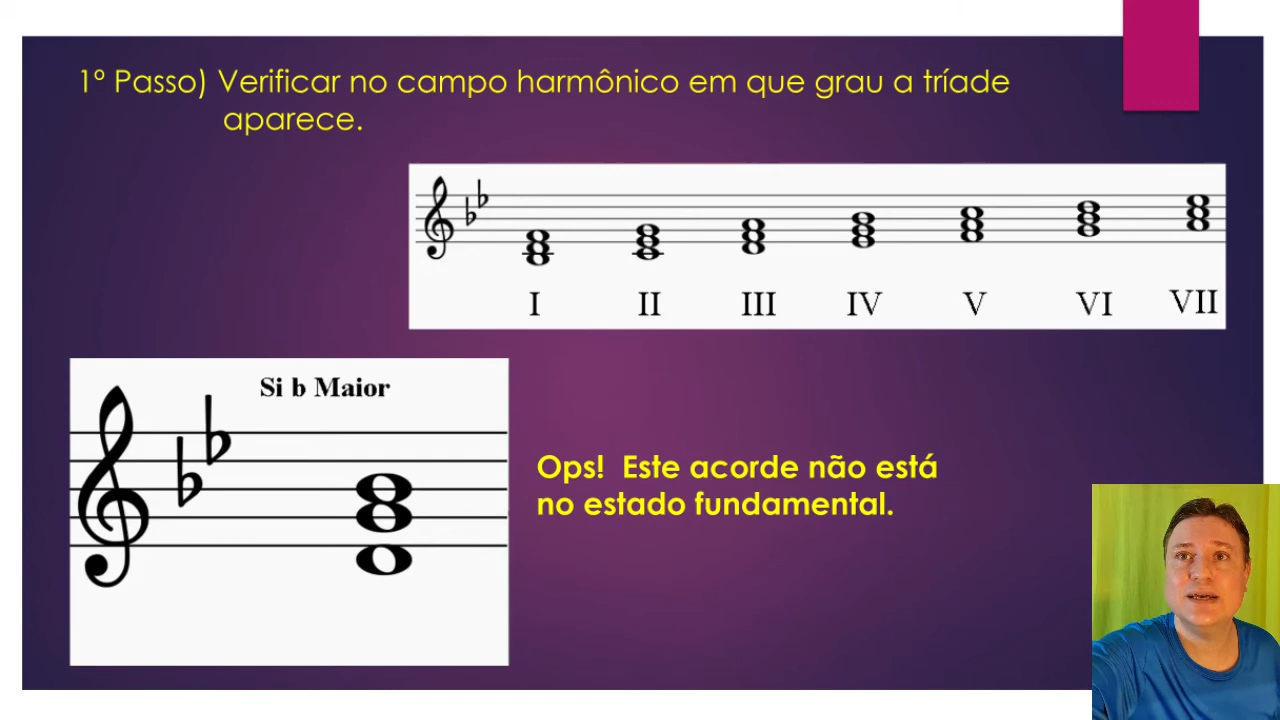 1º Passo) Verificar no campo harmônico em que grau a tríade
aparece.
I II III IV V VI VII
Si b Maior
Ops! Este acorde não está
no estado fundamental.